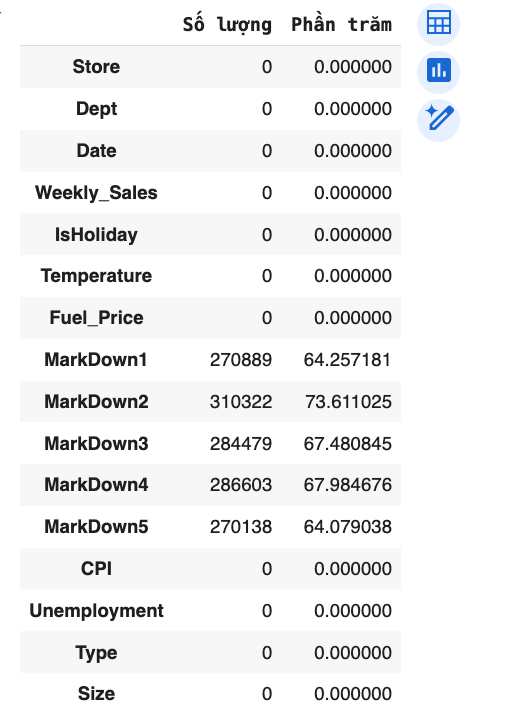 Số lượng Phần trăm
Store 0 0.000000
Dept 0 0.000000
Date 0 0.000000
Weekly_Sales 0 0.000000
IsHoliday 0 0.000000
Temperature 0 0.000000
Fuel_Price 0 0.000000
MarkDown1 270889 64.257181
MarkDown2 310322 73.611025
MarkDown3 284479 67.480845
MarkDown4 286603 67.984676
MarkDown5 270138 64.079038
CPI 0 0.000000
Unemployment 0 0.000000
Type 0 0.000000
Size 0 0.000000